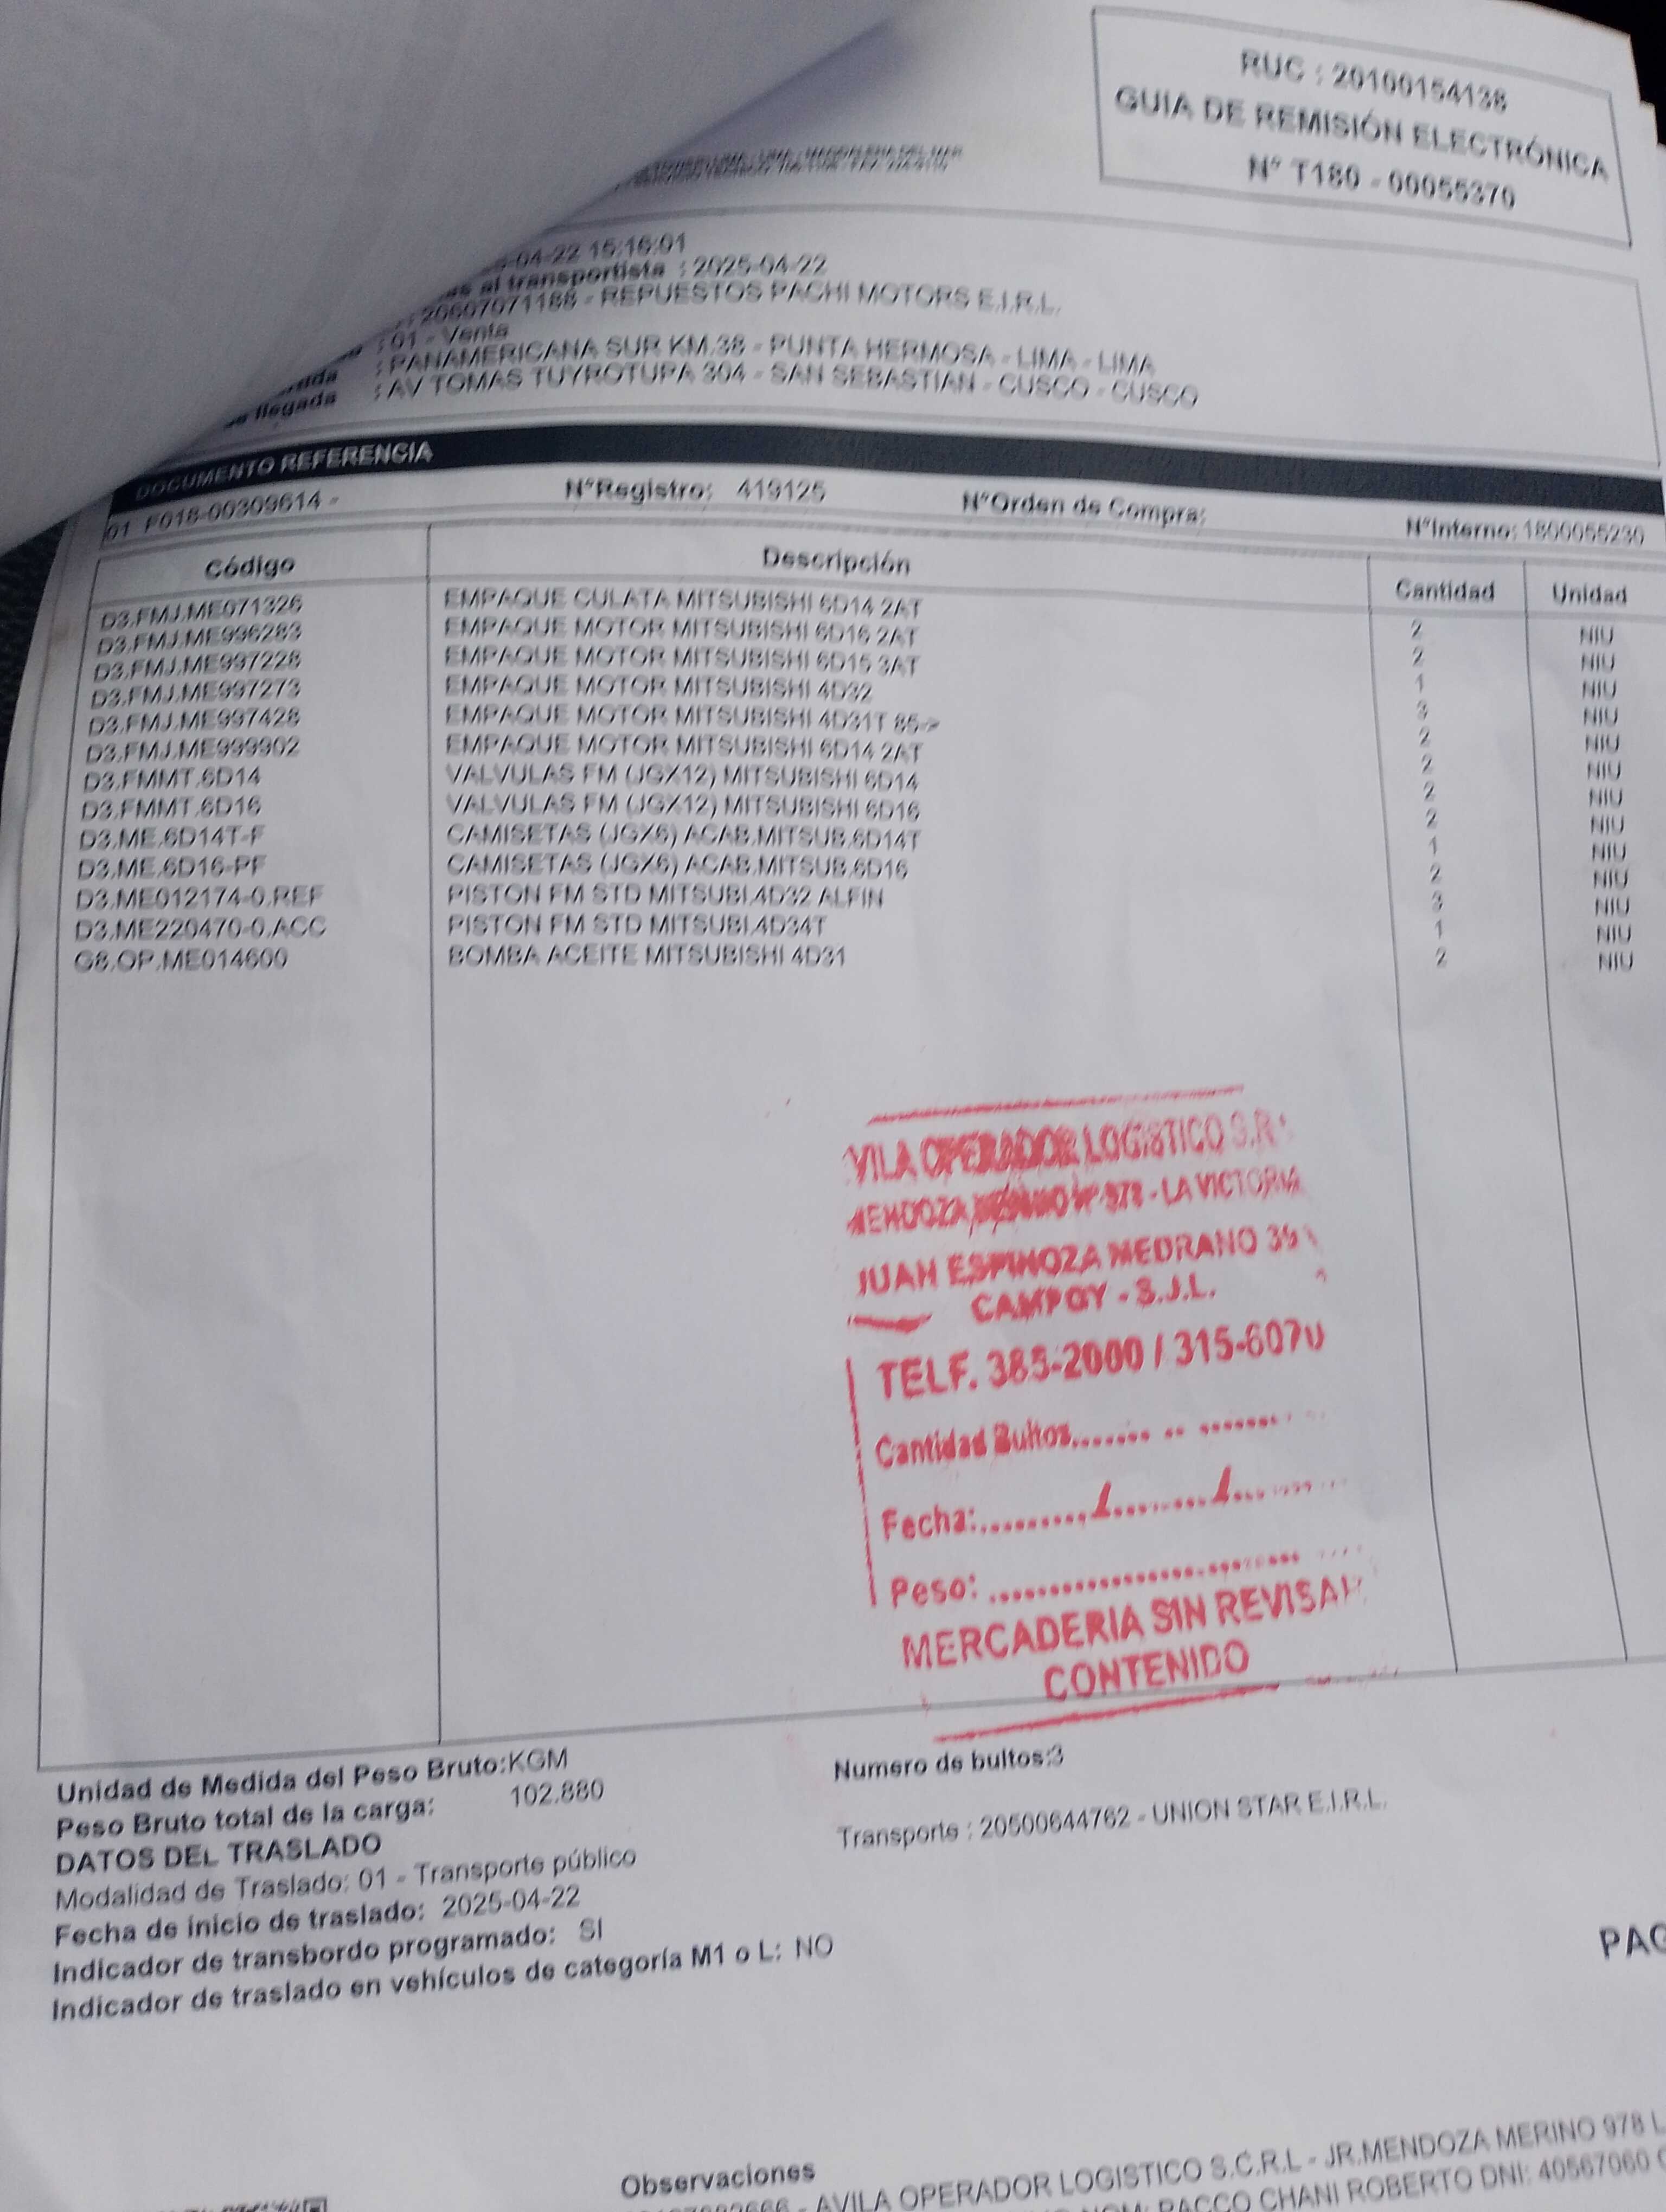 RUC : 20100154138
GUIA DE REMISIÓN ELECTRÓNICA
N° T180 - 00055370
-04-22 15:16:01
al transportista : 2025-04-22
: 20607071188 - REPUESTOS PACHI MOTORS E.I.R.L.
: 01 - Venta
: PANAMERICANA SUR KM.38 - PUNTA HERMOSA - LIMA - LIMA
llegada : AV TOMAS TUYROTUPA 304 - SAN SEBASTIAN - CUSCO - CUSCO
DOCUMENTO REFERENCIA
01 F018-00309614 - N°Registro: 419125 N°Orden de Compra: N°Interno: 1800055230
Código Descripción Cantidad Unidad
D3.FMJ.ME071326 EMPAQUE CULATA MITSUBISHI 6D14 2AT 2 NIU
D3.FMJ.ME996283 EMPAQUE MOTOR MITSUBISHI 6D16 2AT 2 NIU
D3.FMJ.ME997228 EMPAQUE MOTOR MITSUBISHI 6D15 3AT 1 NIU
D3.FMJ.ME997273 EMPAQUE MOTOR MITSUBISHI 4D32 3 NIU
D3.FMJ.ME997428 EMPAQUE MOTOR MITSUBISHI 4D31T 85-> 2 NIU
D3.FMJ.ME999902 EMPAQUE MOTOR MITSUBISHI 6D14 2AT 2 NIU
D3.FMMT.6D14 VALVULAS FM (JGX12) MITSUBISHI 6D14 2 NIU
D3.FMMT.6D16 VALVULAS FM (JGX12) MITSUBISHI 6D16 2 NIU
D3.ME.6D14T-F CAMISETAS (JGX6) ACAB.MITSUB.6D14T 1 NIU
D3.ME.6D16-PF CAMISETAS (JGX6) ACAB.MITSUB.6D16 2 NIU
D3.ME012174-0.REF PISTON FM STD MITSUBI.4D32 ALFIN 3 NIU
D3.ME220470-0.ACC PISTON FM STD MITSUBI.4D34T 1 NIU
G8.OP.ME014600 BOMBA ACEITE MITSUBISHI 4D31 2 NIU
VILA OPERADOR LOGISTICO S.R
MENDOZA N° 978 - LA VICTORIA
JUAN ESPINOZA MEDRANO
CAMPOY - S.J.L.
TELF. 385-2000 / 315-6070
Cantidad Bultos..............
Fecha:........../........../..........
Peso: ..............................
MERCADERIA SIN REVISAR
CONTENIDO
Unidad de Medida del Peso Bruto:KGM Numero de bultos:3
Peso Bruto total de la carga: 102.880
DATOS DEL TRASLADO Transporte : 20500644762 - UNION STAR E.I.R.L.
Modalidad de Traslado: 01 - Transporte público
Fecha de inicio de traslado: 2025-04-22
Indicador de transbordo programado: SI
Indicador de traslado en vehículos de categoría M1 o L: NO
PAG
Observaciones
AVILA OPERADOR LOGISTICO S.C.R.L - JR.MENDOZA MERINO 978 L
NOM: PACCO CHANI ROBERTO DNI: 40567060